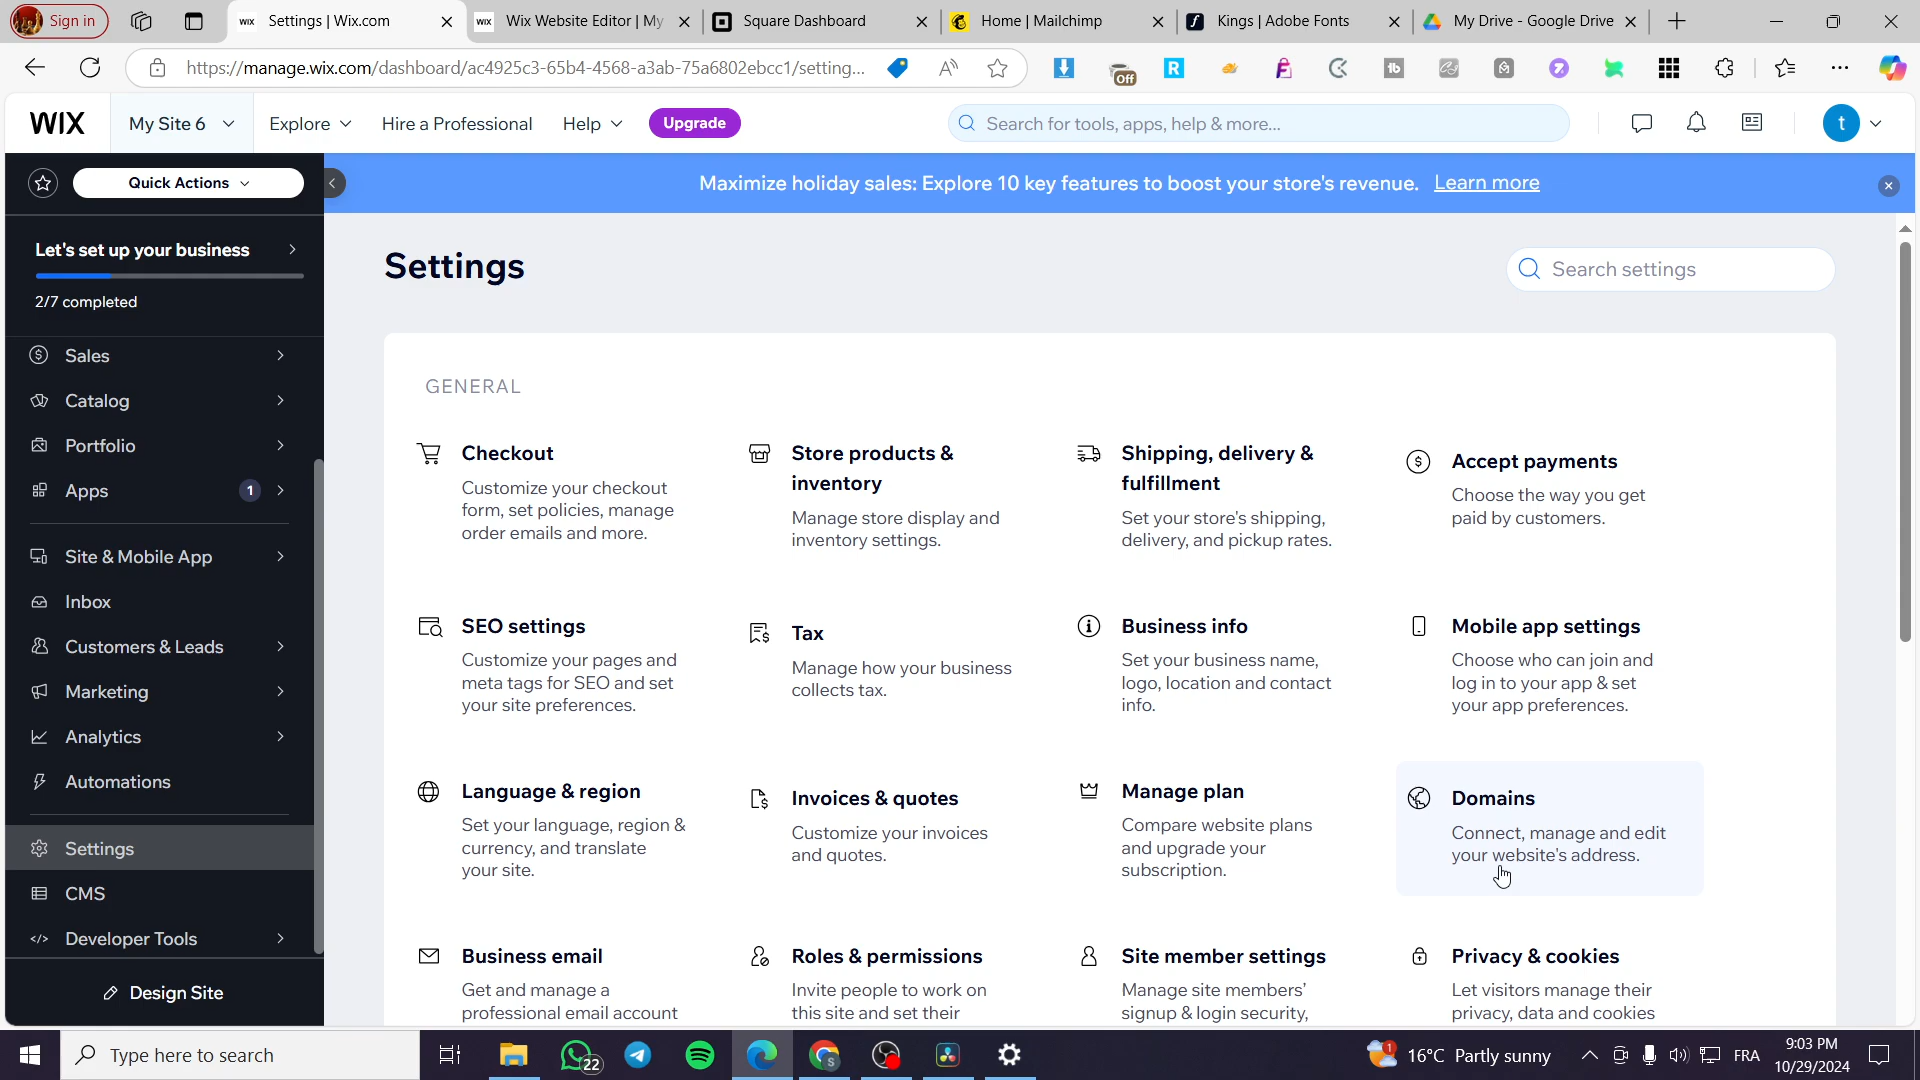 Sign in
Settings | Wix.com
Wix Website Editor | My
Square Dashboard
Home | Mailchimp
Kings | Adobe Fonts
My Drive - Google Drive
https://manage.wix.com/dashboard/ac4925c3-65b4-4568-a3ab-75a6802ebcc1/setting...
Off
WIX
My Site 6
Explore
Hire a Professional
Help
Upgrade
Search for tools, apps, help & more...
t
Quick Actions
Maximize holiday sales: Explore 10 key features to boost your store's revenue. Learn more
Let's set up your business
2/7 completed
Sales
Catalog
Portfolio
Apps
1
Site & Mobile App
Inbox
Customers & Leads
Marketing
Analytics
Automations
Settings
CMS
Developer Tools
Design Site
Settings
Search settings
GENERAL
Checkout
Customize your checkout
form, set policies, manage
order emails and more.
Store products &
inventory
Manage store display and
inventory settings.
Shipping, delivery &
fulfillment
Set your store's shipping,
delivery, and pickup rates.
Accept payments
Choose the way you get
paid by customers.
SEO settings
Customize your pages and
meta tags for SEO and set
your site preferences.
Tax
Manage how your business
collects tax.
Business info
Set your business name,
logo, location and contact
info.
Mobile app settings
Choose who can join and
log in to your app & set
your app preferences.
Language & region
Set your language, region &
currency, and translate
your site.
Invoices & quotes
Customize your invoices
and quotes.
Manage plan
Compare website plans
and upgrade your
subscription.
Domains
Connect, manage and edit
your website's address.
Business email
Get and manage a
professional email account
Roles & permissions
Invite people to work on
this site and set their
Site member settings
Manage site members'
signup & login security,
Privacy & cookies
Let visitors manage their
privacy, data and cookies
Type here to search
22
1
16°C Partly sunny
FRA
9:03 PM
10/29/2024